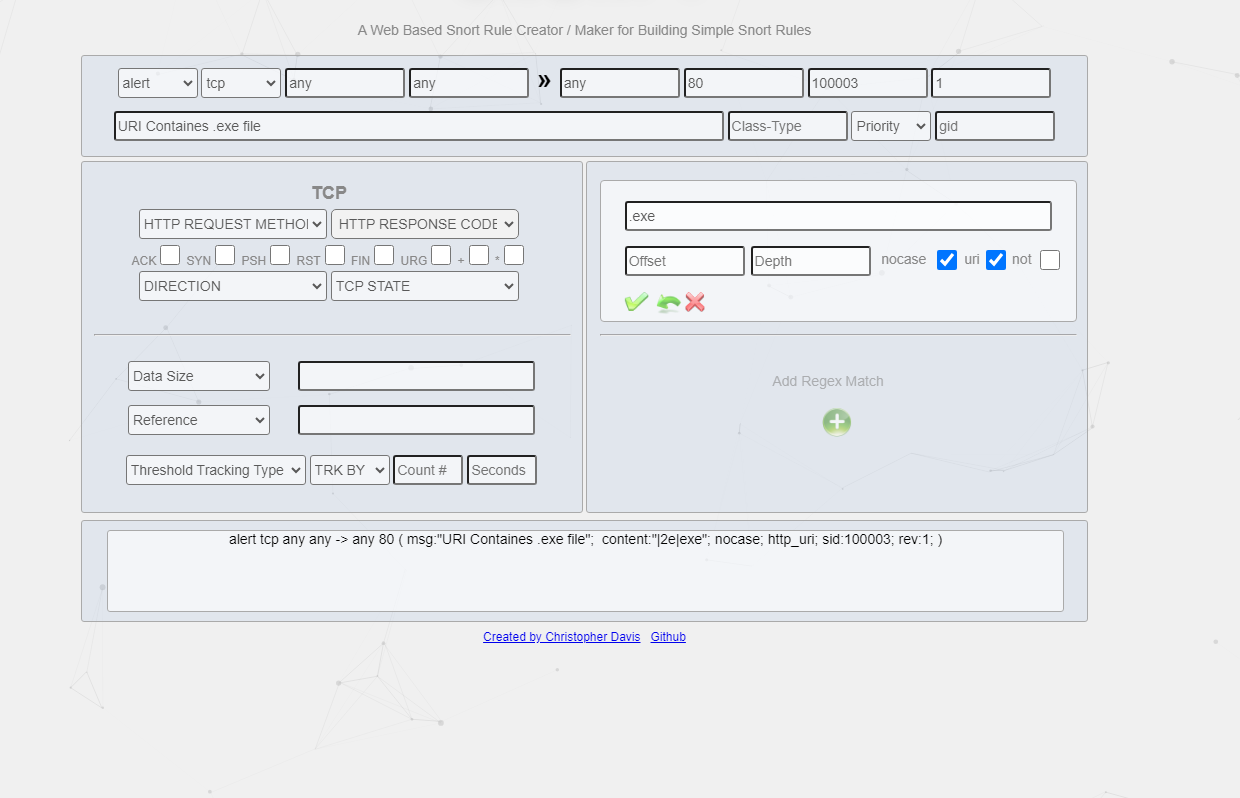 A Web Based Snort Rule Creator / Maker for Building Simple Snort Rules
alert tcp any any » any 80 100003 1
URI Containes .exe file Class-Type Priority gid
TCP
HTTP REQUEST METHOD HTTP RESPONSE CODE
ACK SYN PSH RST FIN URG + *
DIRECTION TCP STATE
.exe
Offset Depth nocase uri not
Data Size
Reference
Threshold Tracking Type TRK BY Count # Seconds
Add Regex Match
alert tcp any any -> any 80 ( msg:"URI Containes .exe file";  content:"|2e|exe"; nocase; http_uri; sid:100003; rev:1; )
Created by Christopher Davis Github